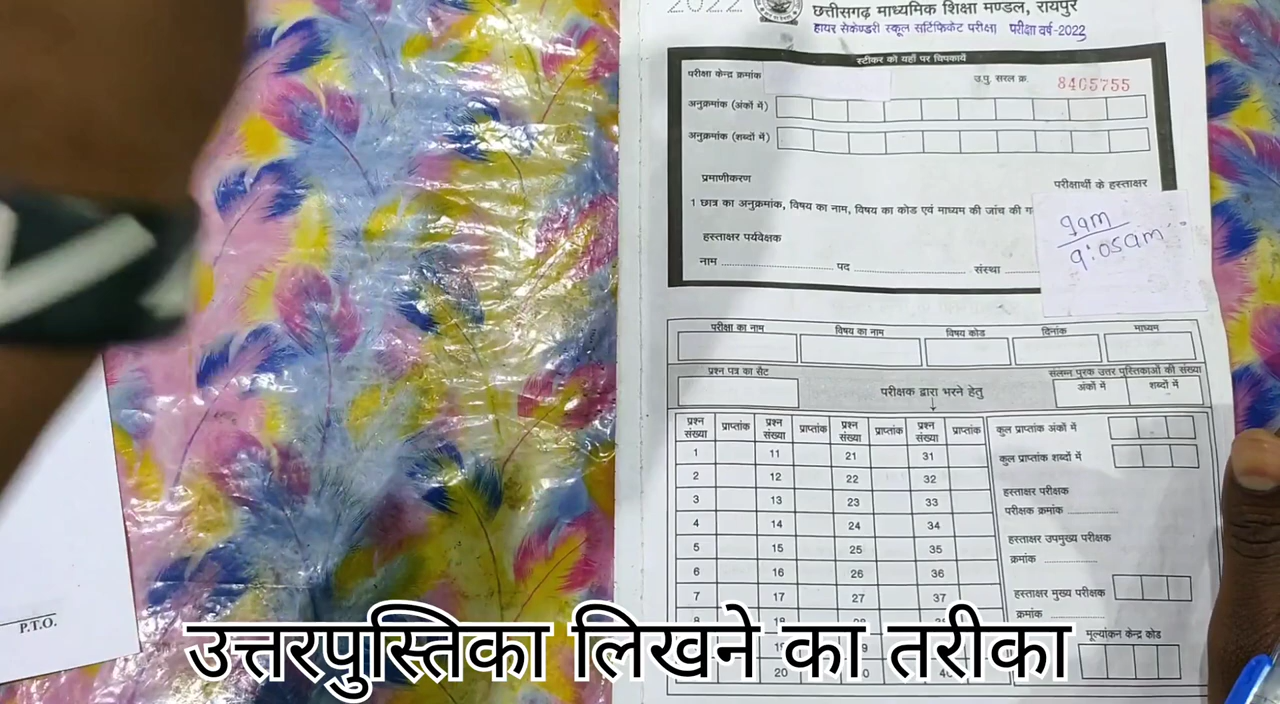 2022
छत्तीसगढ़ माध्यमिक शिक्षा मण्डल, रायपुर
हायर सेकेण्डरी स्कूल सर्टिफिकेट परीक्षा परीक्षा वर्ष-2023
स्टीकर को यहाँ पर चिपकायें
परीक्षा केन्द्र क्रमांक
उ.पु. सरल क्र. 8405755
अनुक्रमांक (अंकों में)
अनुक्रमांक (शब्दों में)
प्रमाणीकरण
परीक्षार्थी के हस्ताक्षर
1 छात्र का अनुक्रमांक, विषय का नाम, विषय का कोड एवं माध्यम की जांच की
हस्ताक्षर पर्यवेक्षक
नाम ........ पद ........ संस्था ........
9am
9:05am
परीक्षा का नाम विषय का नाम विषय कोड दिनांक माध्यम
प्रश्न पत्र का सैट
परीक्षक द्वारा भरने हेतु
संलग्न पूरक उत्तर पुस्तिकाओं की संख्या
अंकों में शब्दों में
प्रश्न संख्या प्राप्तांक प्रश्न संख्या प्राप्तांक प्रश्न संख्या प्राप्तांक प्रश्न संख्या प्राप्तांक
1 11 21 31
2 12 22 32
3 13 23 33
4 14 24 34
5 15 25 35
6 16 26 36
7 17 27 37
8 18
20
कुल प्राप्तांक अंकों में
कुल प्राप्तांक शब्दों में
हस्ताक्षर परीक्षक
परीक्षक क्रमांक ........
हस्ताक्षर उपमुख्य परीक्षक
क्रमांक ........
हस्ताक्षर मुख्य परीक्षक
क्रमांक ........
मूल्यांकन केन्द्र कोड
P.T.O.
उत्तरपुस्तिका लिखने का तरीका